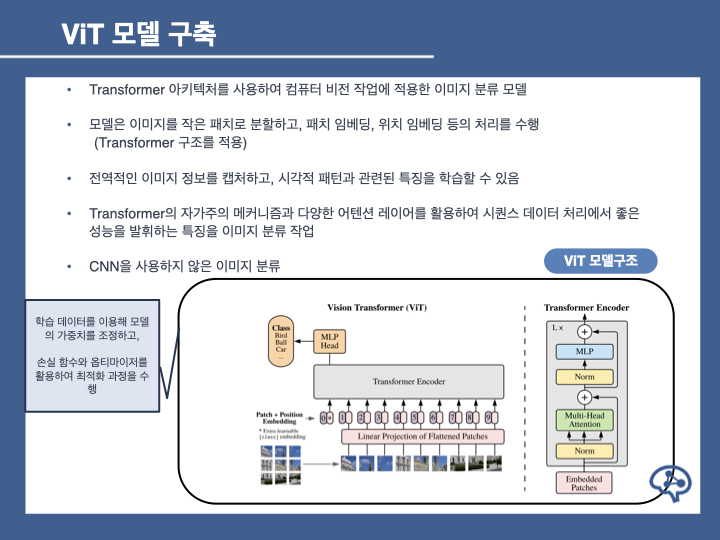 ViT 모델 구축
• Transformer 아키텍처를 사용하여 컴퓨터 비전 작업에 적용한 이미지 분류 모델
• 모델은 이미지를 작은 패치로 분할하고, 패치 임베딩, 위치 임베딩 등의 처리를 수행
(Transformer 구조를 적용)
• 전역적인 이미지 정보를 캡처하고, 시각적 패턴과 관련된 특징을 학습할 수 있음
• Transformer의 자가주의 메커니즘과 다양한 어텐션 레이어를 활용하여 시퀀스 데이터 처리에서 좋은
성능을 발휘하는 특징을 이미지 분류 작업
• CNN을 사용하지 않은 이미지 분류
ViT 모델구조
학습 데이터를 이용해 모델
의 가중치를 조정하고,
손실 함수와 옵티마이저를
활용하여 최적화 과정을 수
행
Vision Transformer (ViT)
Class
Bird
Ball
Car
...
MLP
Head
Transformer Encoder
Patch + Position
Embedding
* Extra learnable
[class] embedding
0 * 1 2 3 4 5 6 7 8 9
Linear Projection of Flattened Patches
Transformer Encoder
L x
+
MLP
Norm
+
Multi-Head
Attention
Norm
Embedded
Patches